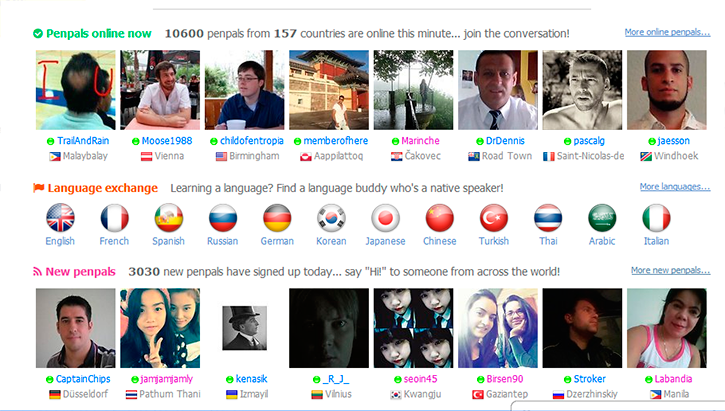 Penpals online now 10600 penpals from 157 countries are online this minute... join the conversation! More online penpals...
I U
TrailAndRain Moose1988 childofentropia memberofhere Marinche DrDennis pascalg jaesson
Malaybalay Vienna Birmingham Aappilattoq Čakovec Road Town Saint-Nicolas-de Windhoek
Language exchange Learning a language? Find a language buddy who's a native speaker! More languages...
English French Spanish Russian German Korean Japanese Chinese Turkish Thai Arabic Italian
New penpals 3030 new penpals have signed up today... say "Hi!" to someone from across the world! More new penpals...
CaptainChips jamjamjamly kenasik _R_J_ seoin45 Birsen90 Stroker Labandia
Düsseldorf Pathum Thani Izmayil Vilnius Kwangju Gaziantep Dzerzhinskiy Manila